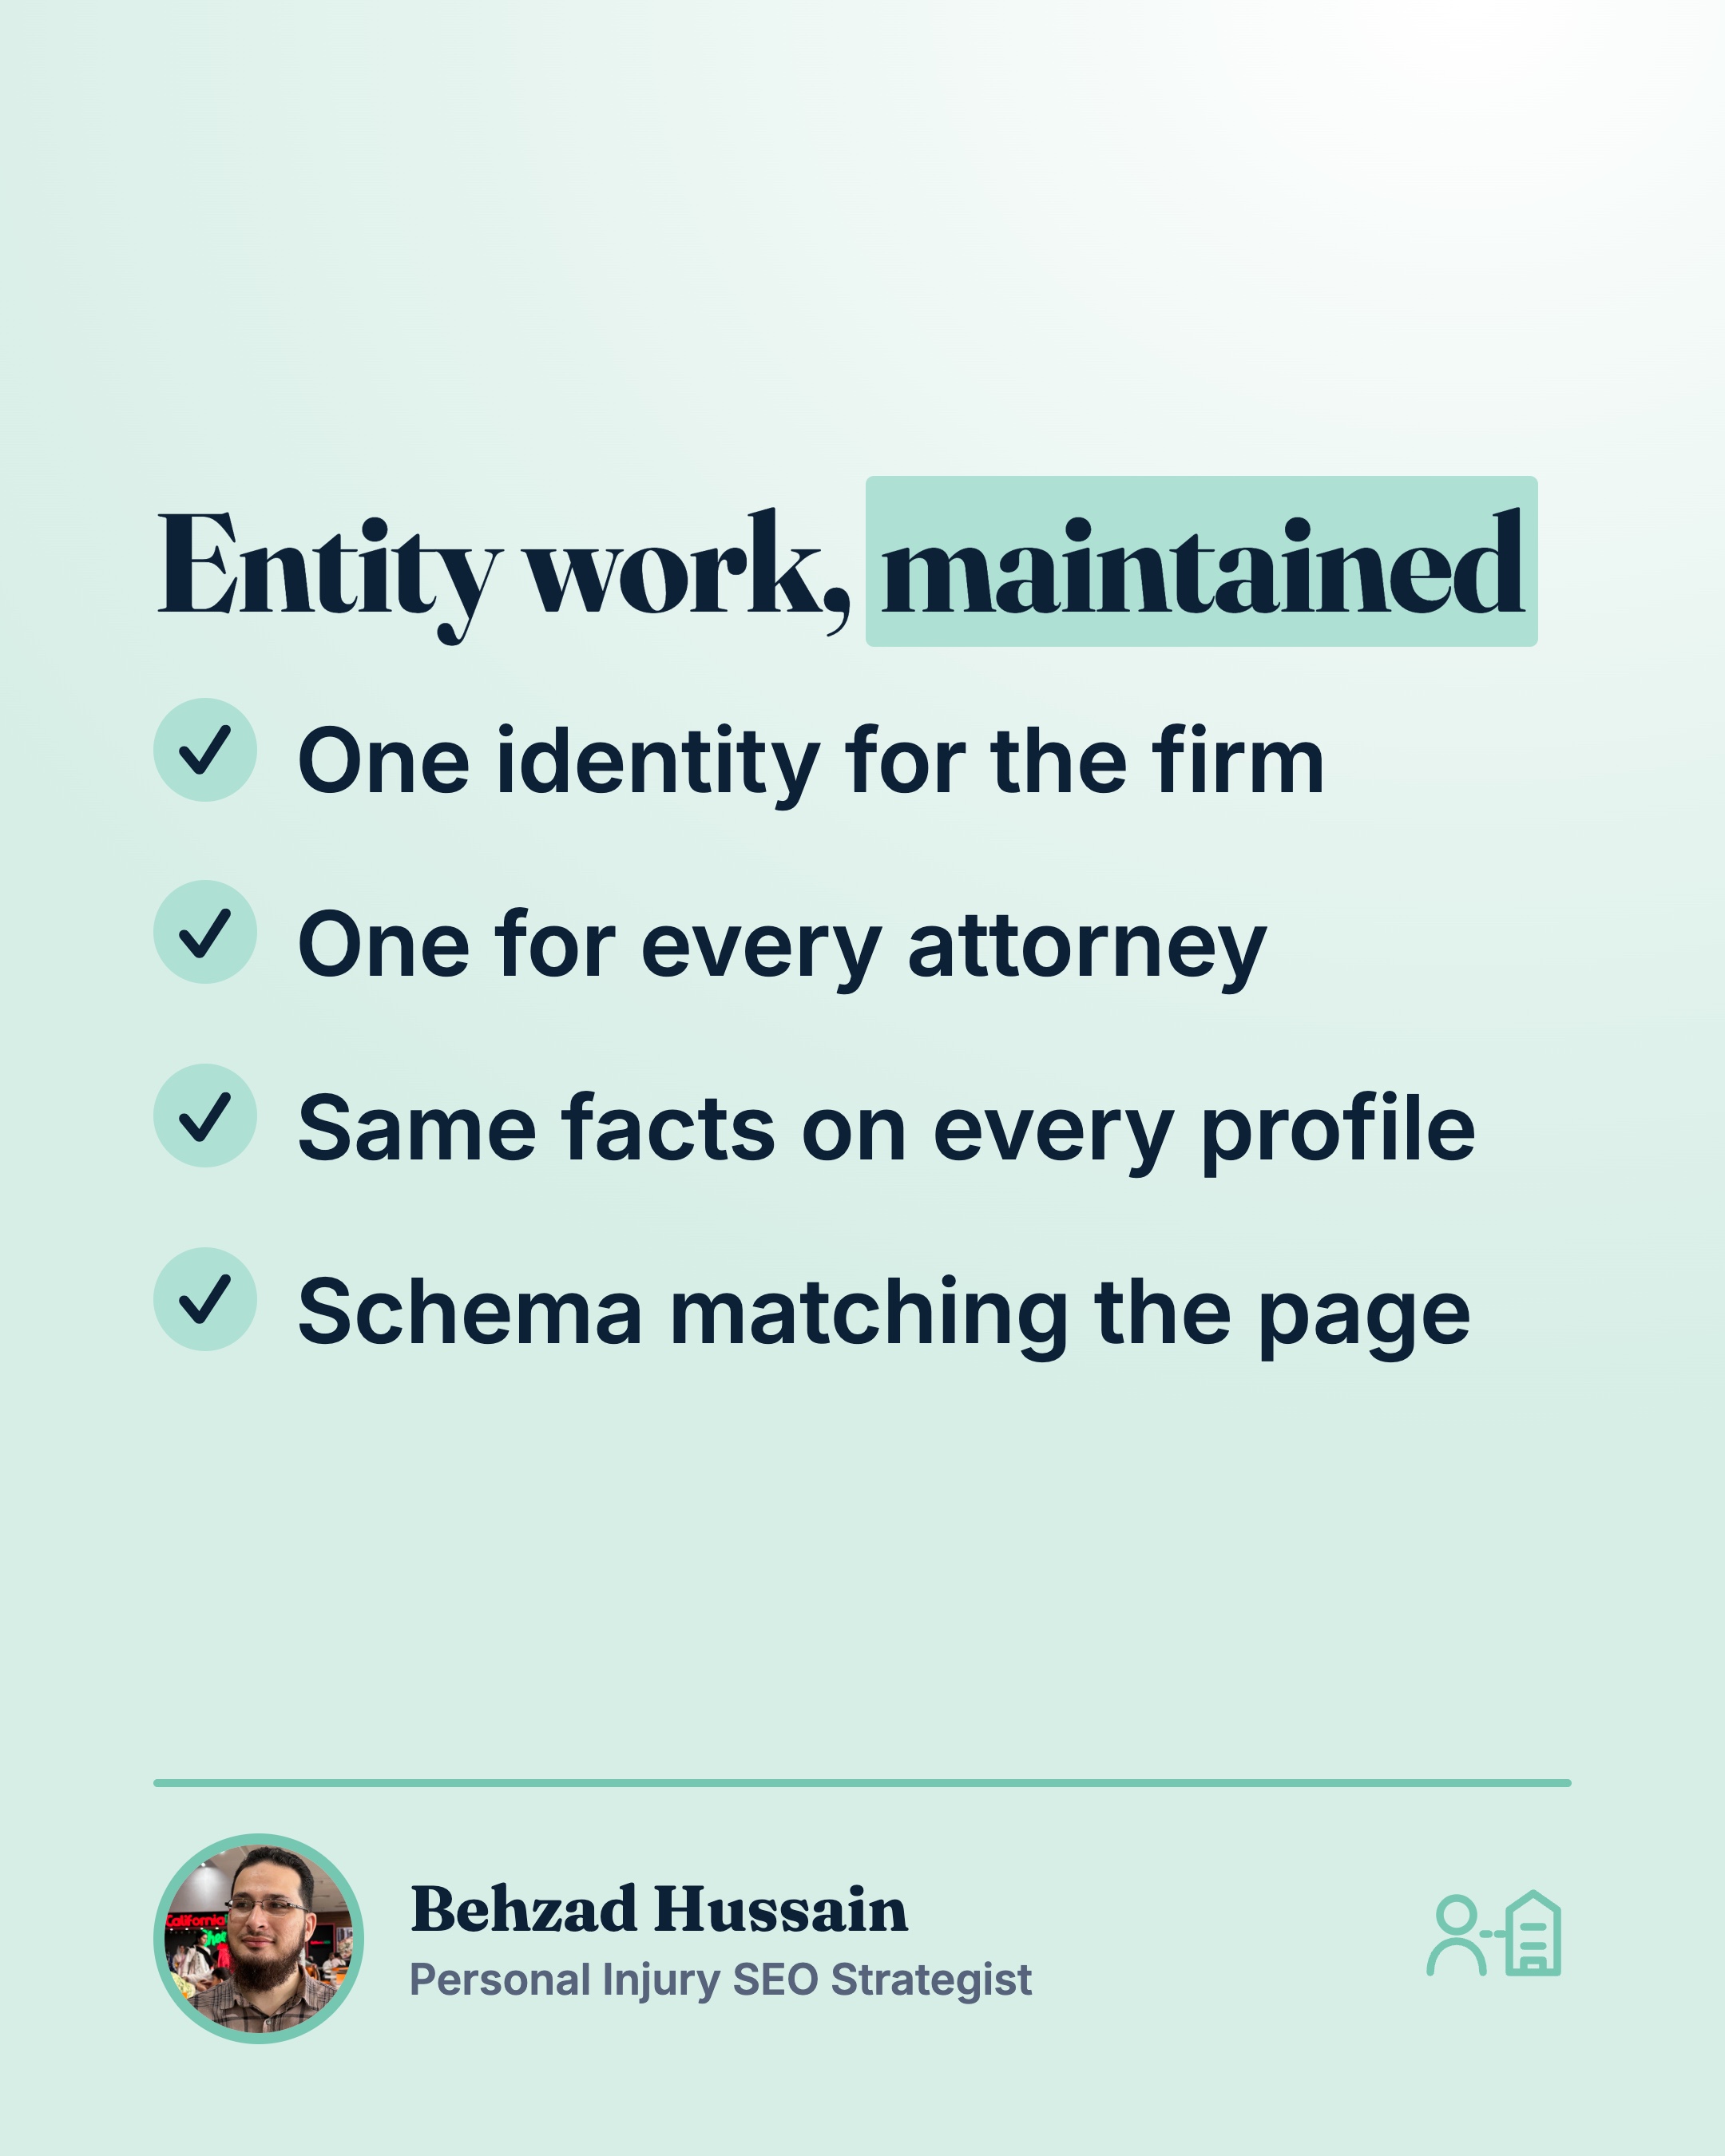 Entity work, maintained
One identity for the firm
One for every attorney
Same facts on every profile
Schema matching the page
California
Behzad Hussain
Personal Injury SEO Strategist